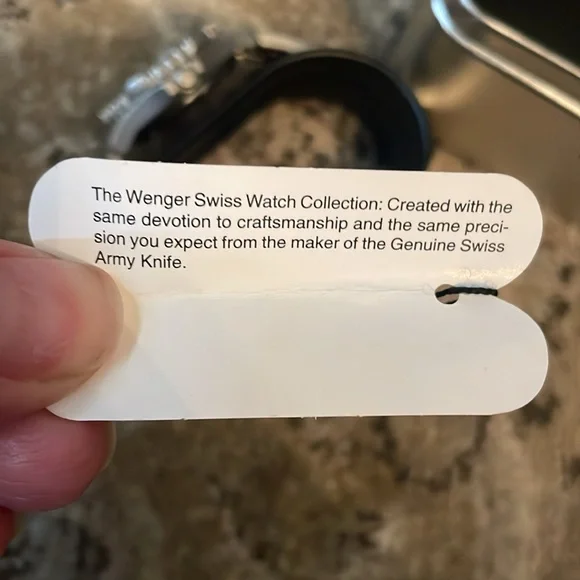 The Wenger Swiss Watch Collection: Created with the
same devotion to craftsmanship and the same preci-
sion you expect from the maker of the Genuine Swiss
Army Knife.